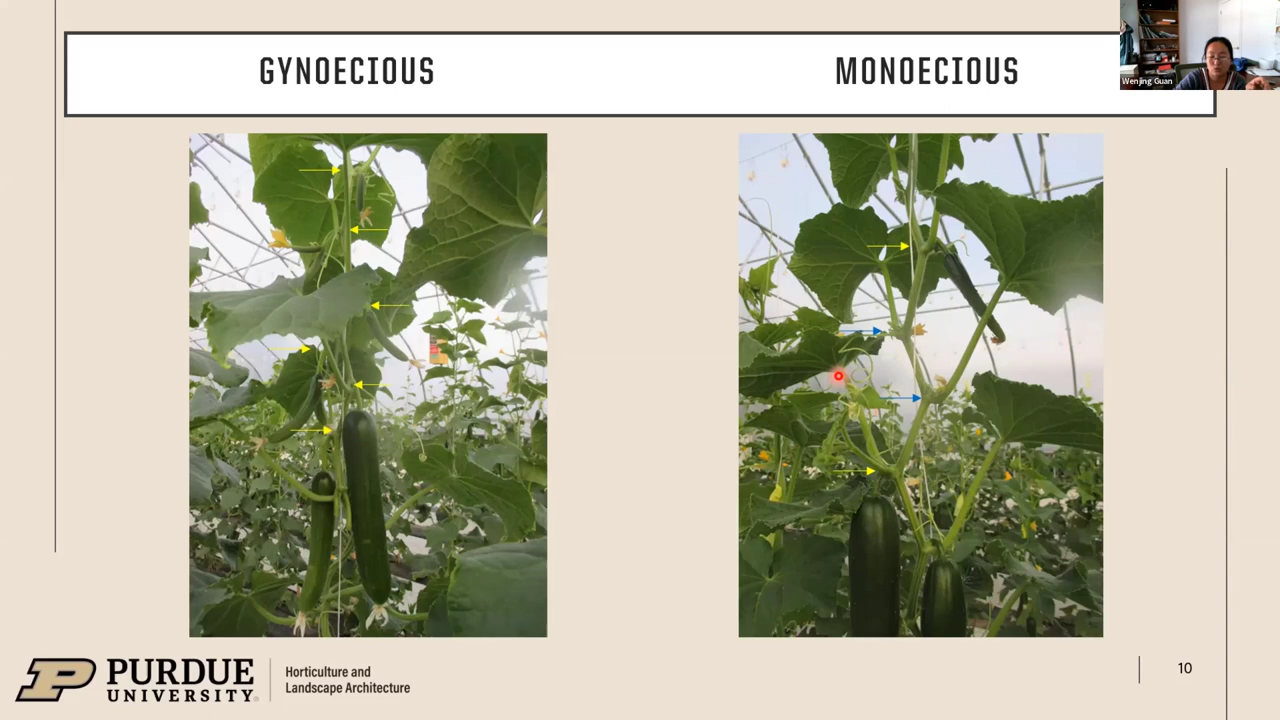 GYNOECIOUS
MONOECIOUS
Wenjing Guan
PURDUE
UNIVERSITY
Horticulture and
Landscape Architecture
10